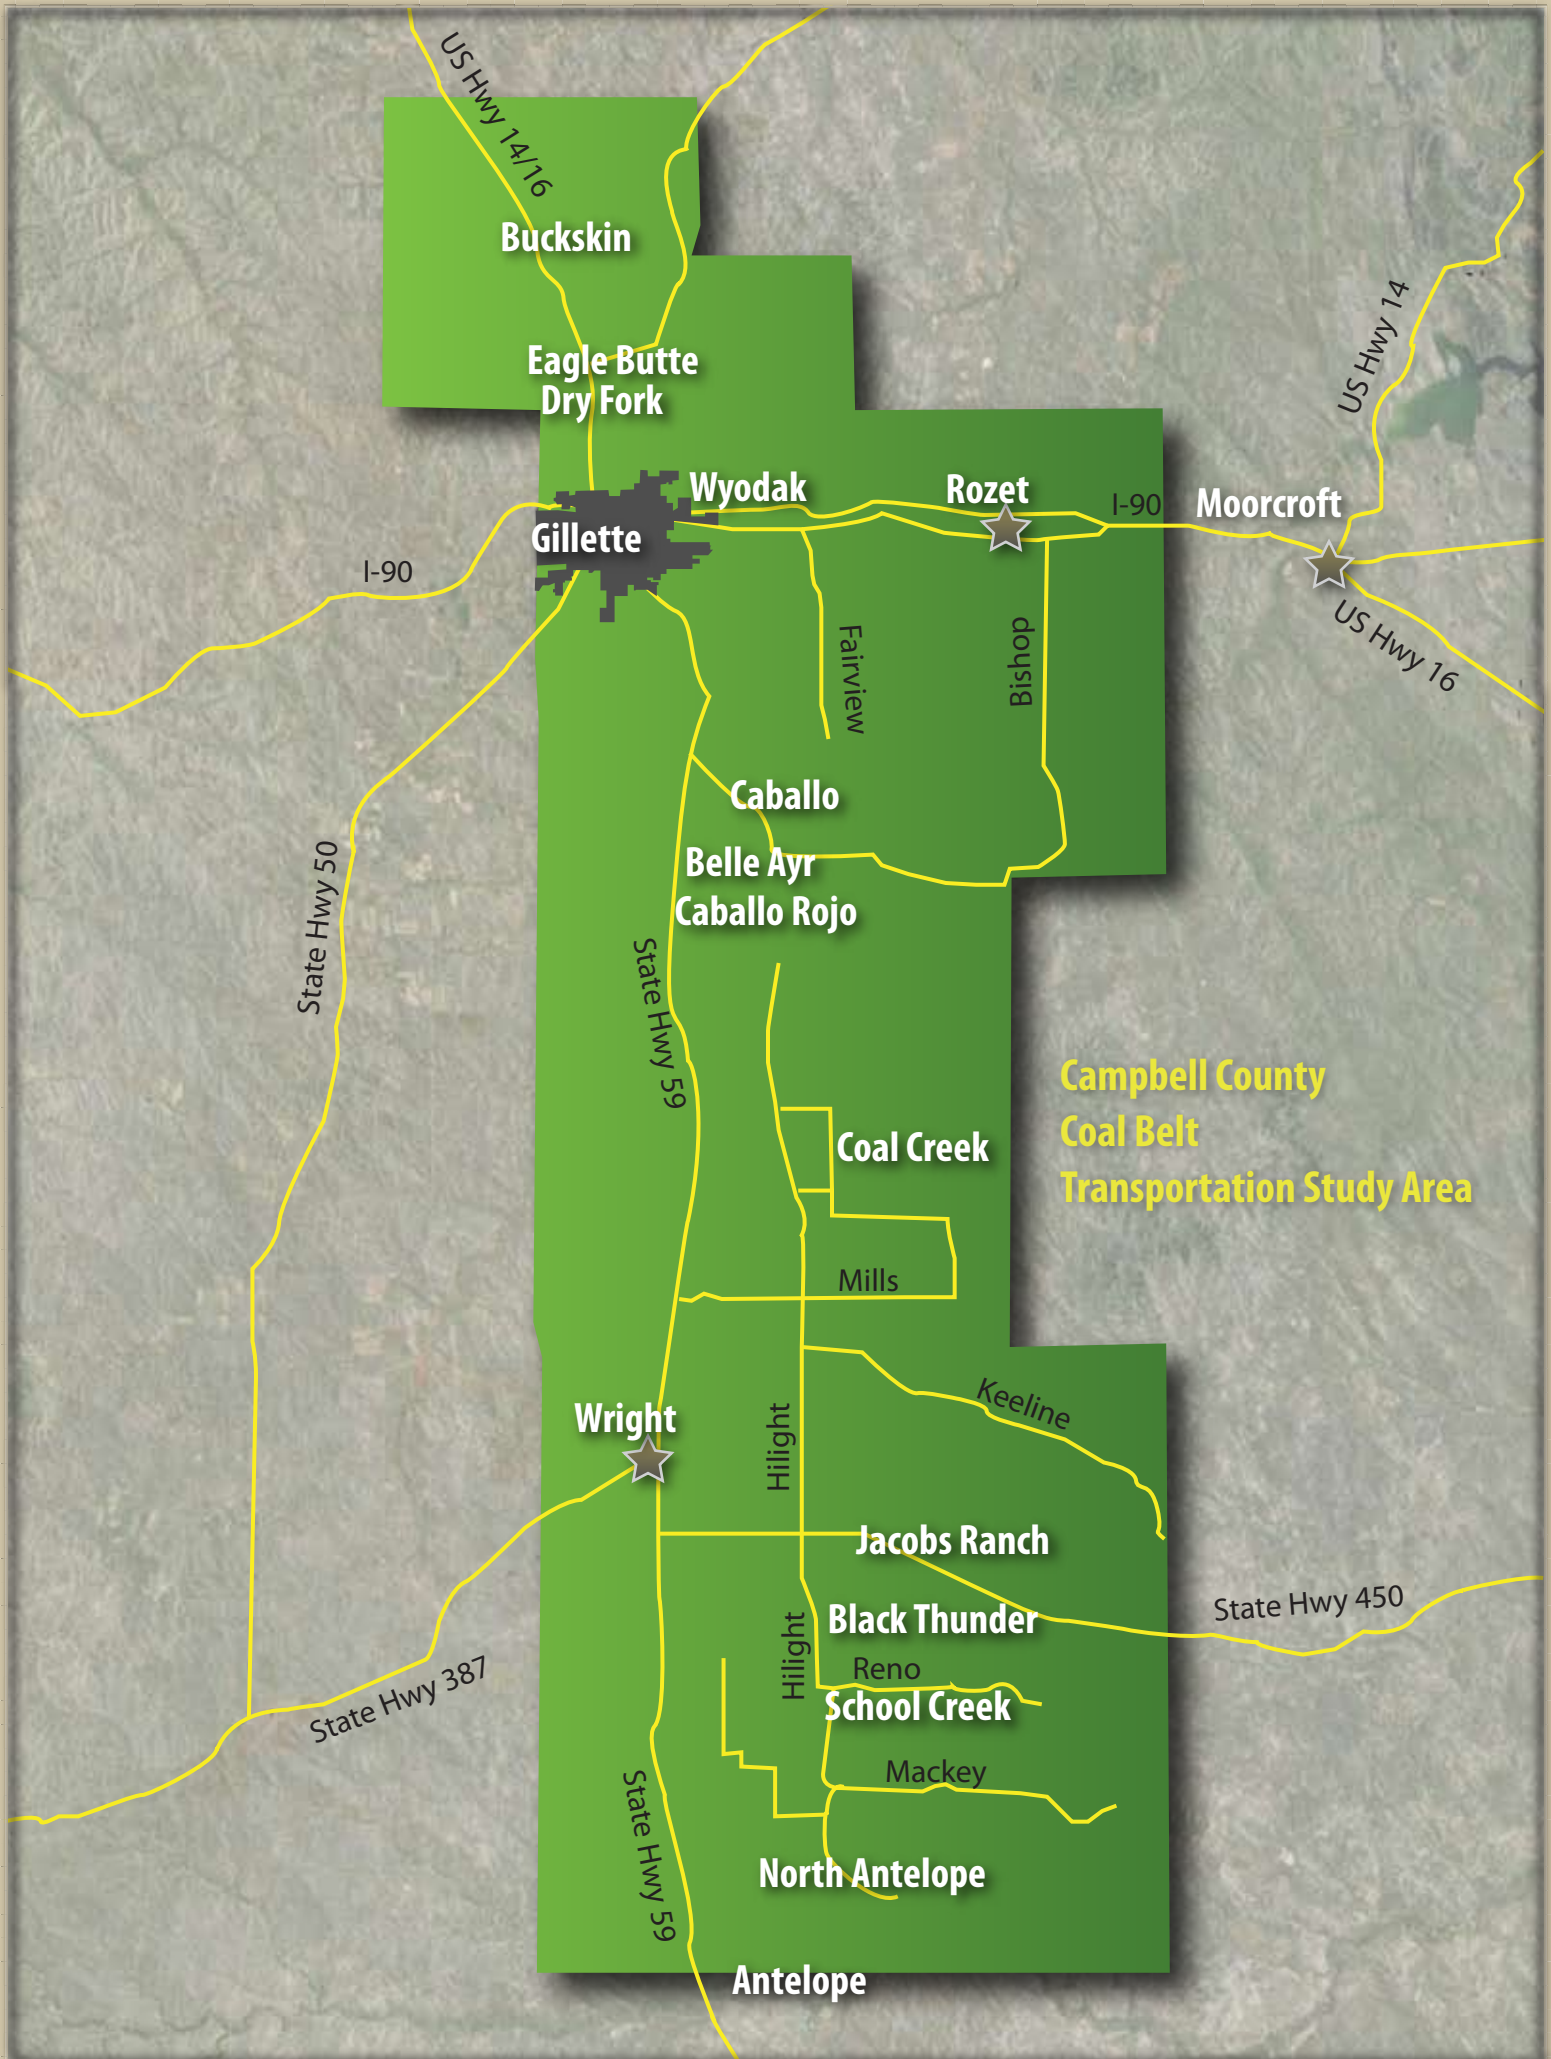 US Hwy 14/16
Buckskin
US Hwy 14
Eagle Butte
Dry Fork
Wyodak
Rozet
I-90
Moorcroft
Gillette
I-90
US Hwy 16
Fairview
Bishop
Caballo
Belle Ayr
Caballo Rojo
State Hwy 50
State Hwy 59
Campbell County
Coal Belt
Transportation Study Area
Coal Creek
Mills
Keeline
Wright
Hilight
Jacobs Ranch
State Hwy 450
Black Thunder
Hilight
Reno
State Hwy 387
School Creek
Mackey
State Hwy 59
North Antelope
Antelope